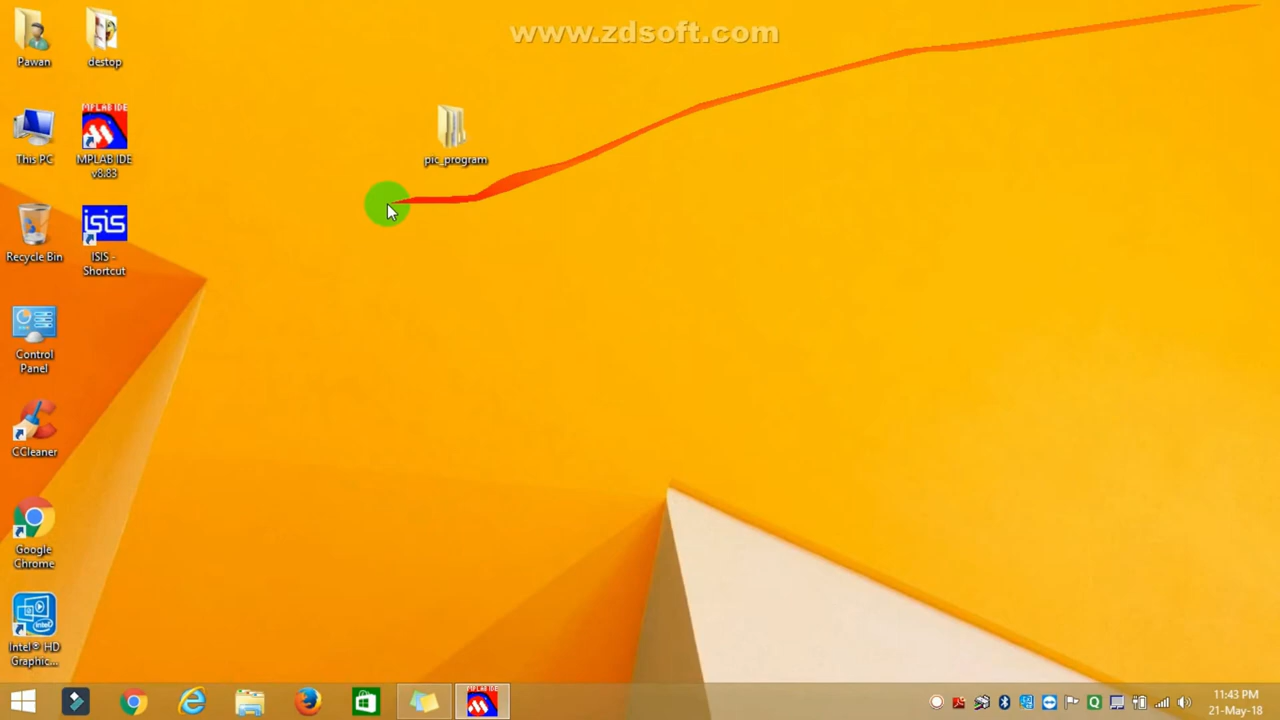 www.zdsoft.com
Pawan
destop
This PC
MPLAB IDE
MPLAB IDE
v8.83
pic_program
Recycle Bin
isis
ISIS -
Shortcut
Control
Panel
CCleaner
Google
Chrome
intel
Intel® HD
Graphic...
11:43 PM
21-May-18